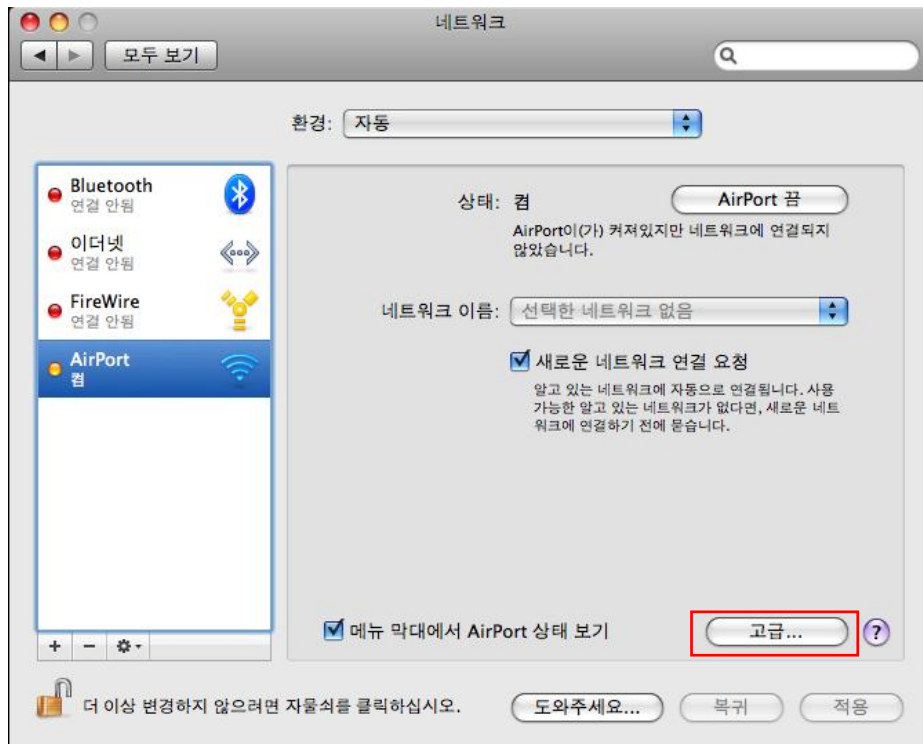 네트워크
모두 보기
환경: 자동
Bluetooth
연결 안됨
이더넷
연결 안됨
FireWire
연결 안됨
AirPort
켬
상태: 켬
AirPort 끔
AirPort이(가) 켜져있지만 네트워크에 연결되지
않았습니다.
네트워크 이름: 선택한 네트워크 없음
새로운 네트워크 연결 요청
알고 있는 네트워크에 자동으로 연결됩니다. 사용
가능한 알고 있는 네트워크가 없다면, 새로운 네트
워크에 연결하기 전에 묻습니다.
메뉴 막대에서 AirPort 상태 보기
고급...
?
더 이상 변경하지 않으려면 자물쇠를 클릭하십시오.
도와주세요...
복귀
적용